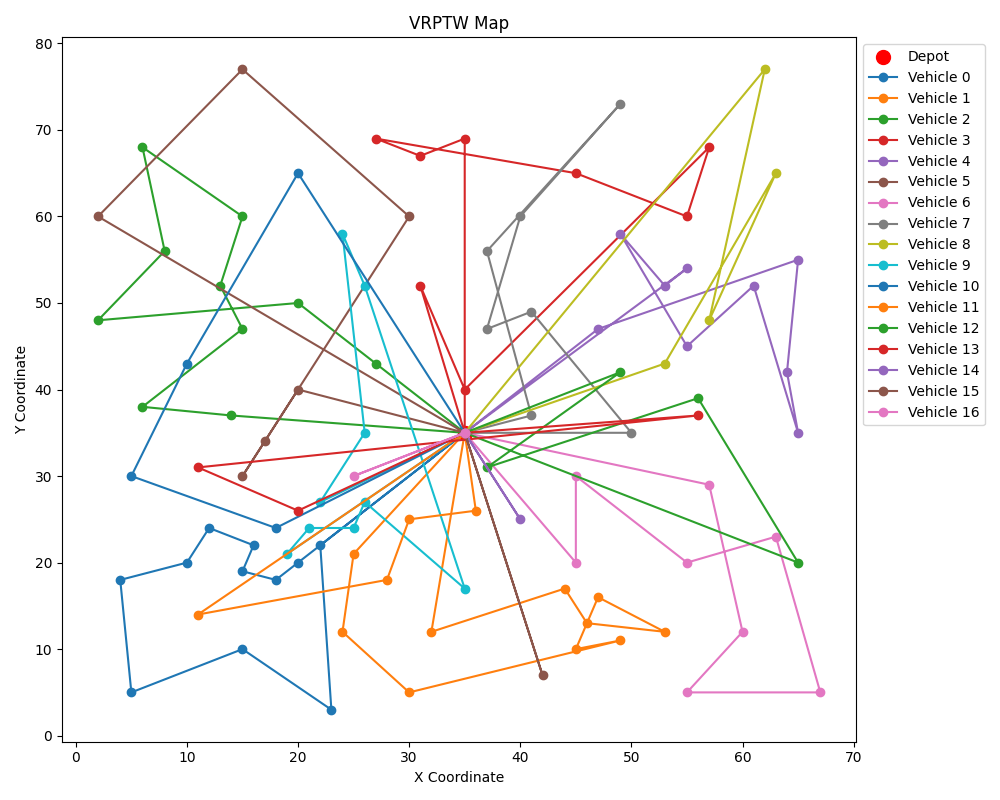 VRPTW Map
80
70
60
50
40
30
20
10
0
Y Coordinate
0 10 20 30 40 50 60 70
X Coordinate
Depot
Vehicle 0
Vehicle 1
Vehicle 2
Vehicle 3
Vehicle 4
Vehicle 5
Vehicle 6
Vehicle 7
Vehicle 8
Vehicle 9
Vehicle 10
Vehicle 11
Vehicle 12
Vehicle 13
Vehicle 14
Vehicle 15
Vehicle 16